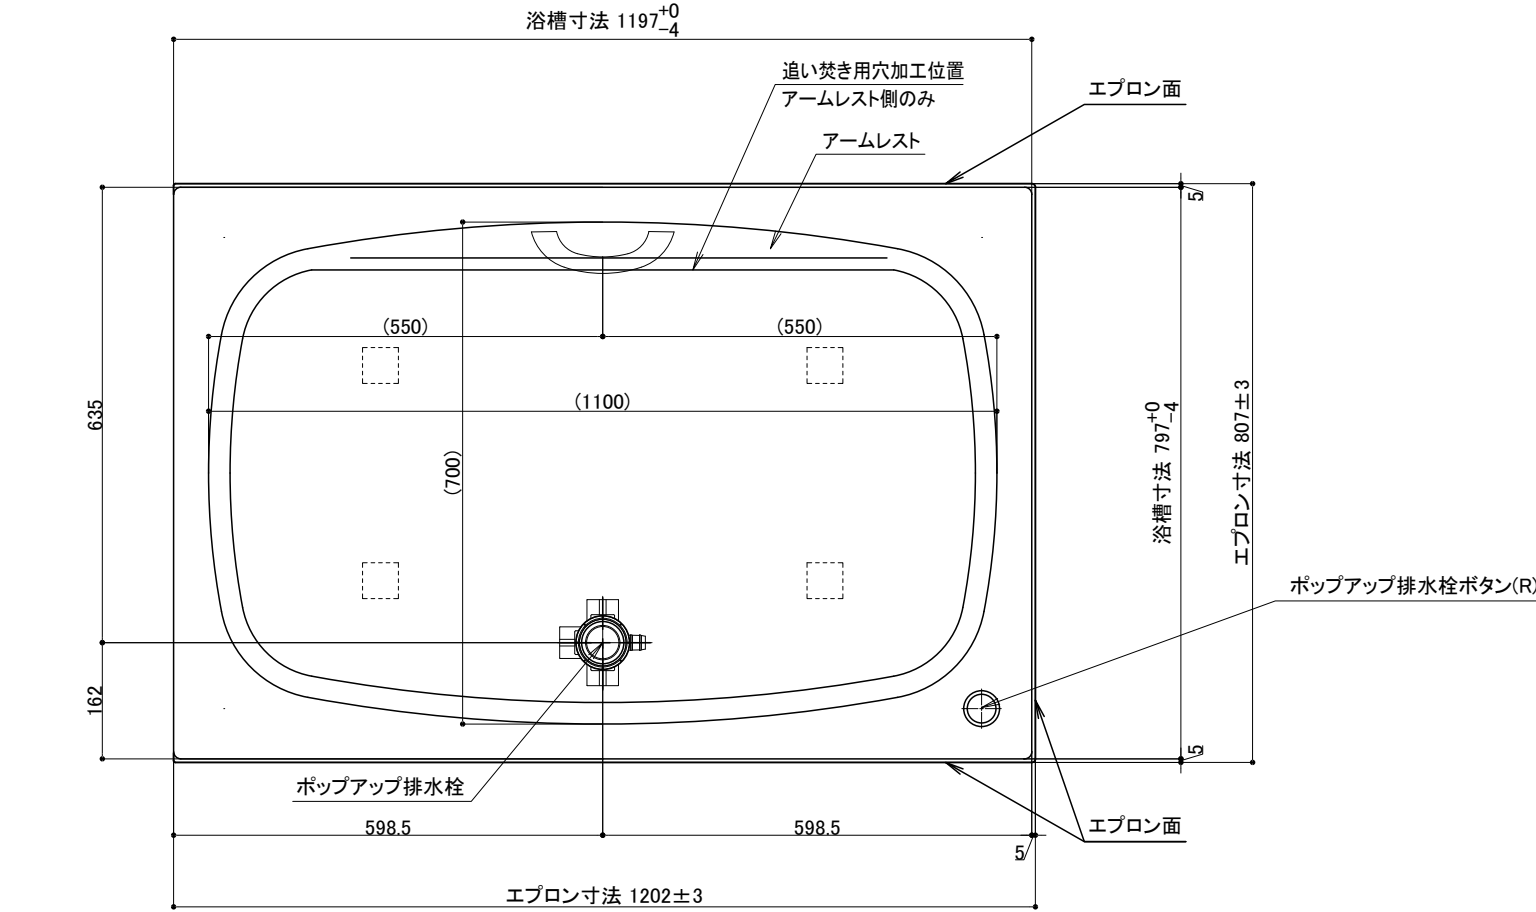 浴槽寸法 1197+0-4
追い焚き用穴加工位置
アームレスト側のみ
エプロン面
アームレスト
5
(550)
(550)
(1100)
635
(700)
浴槽寸法 797+0-4
エプロン寸法 807±3
ポップアップ排水栓ボタン(R)
162
5
ポップアップ排水栓
598.5
598.5
エプロン面
5
エプロン寸法 1202±3